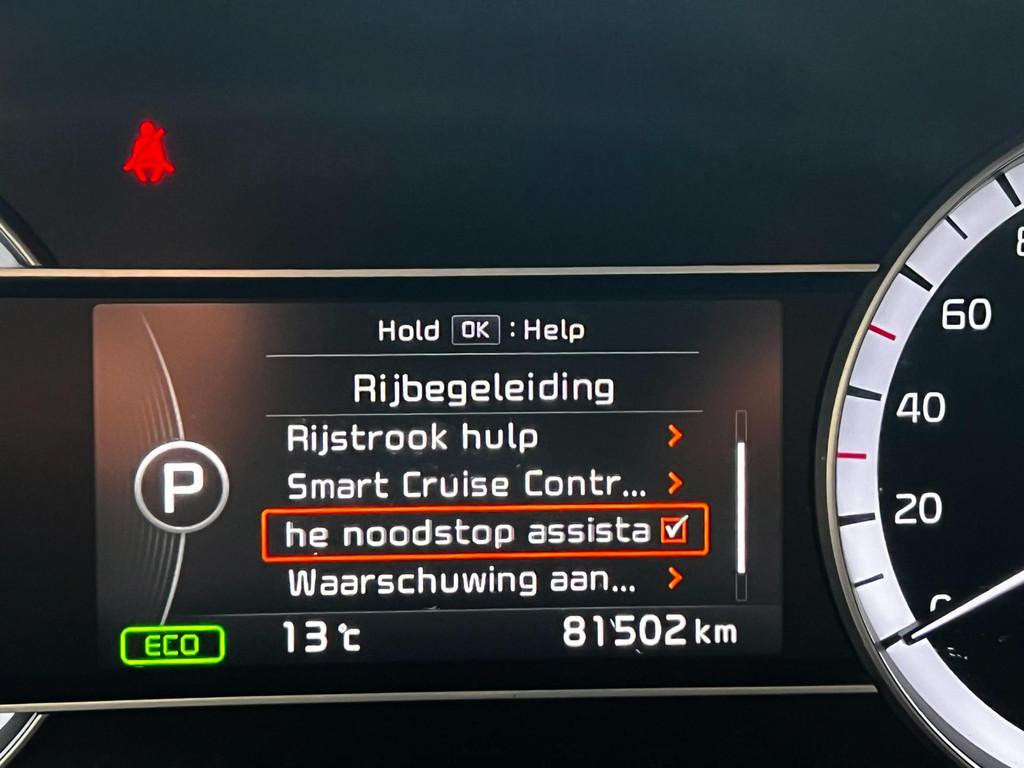 Hold OK : Help
Rijbegeleiding
Rijstrook hulp
Smart Cruise Contr...
he noodstop assista
Waarschuwing aan...
P
ECO
13 °C
81502 km
60
40
20